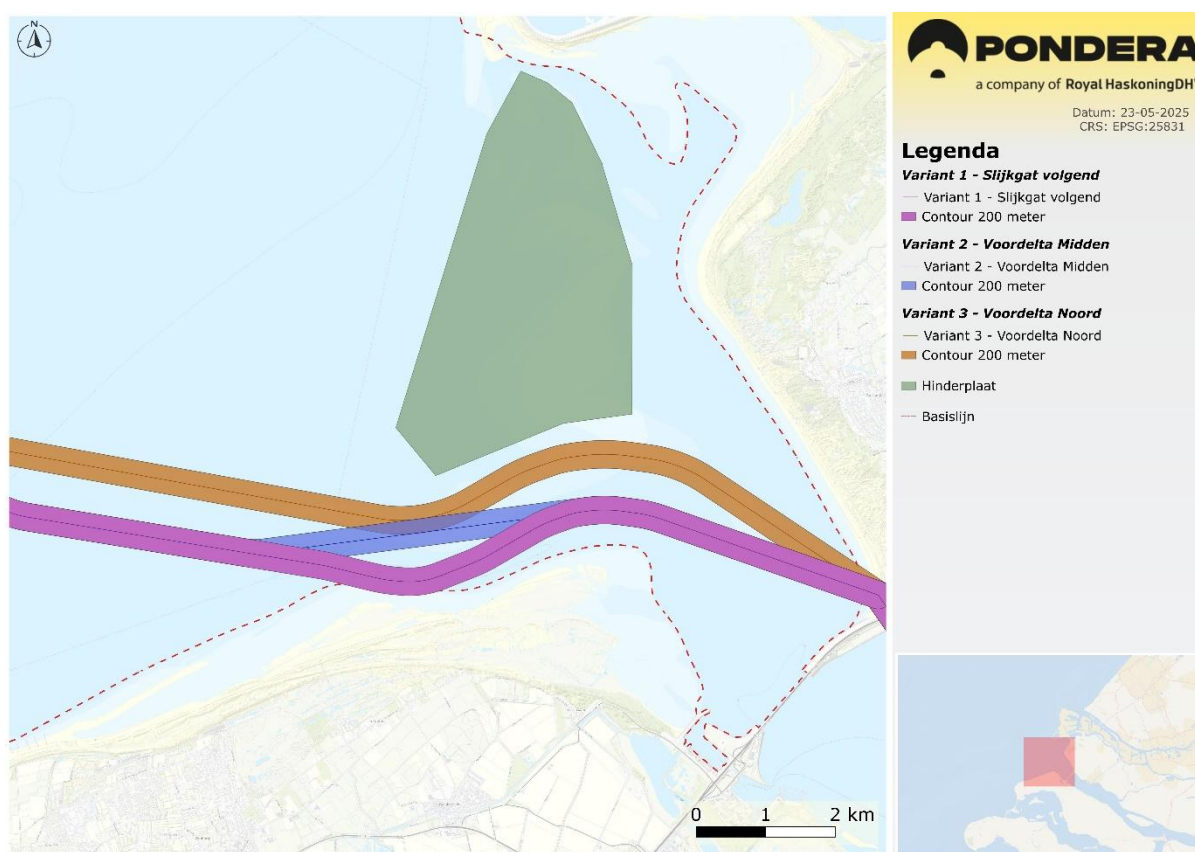 N
PONDERA
a company of Royal HaskoningDH
Datum: 23-05-2025
CRS: EPSG:25831
Legenda
Variant 1 - Slijkgat volgend
Variant 1 - Slijkgat volgend
Contour 200 meter
Variant 2 - Voordelta Midden
Variant 2 - Voordelta Midden
Contour 200 meter
Variant 3 - Voordelta Noord
Variant 3 - Voordelta Noord
Contour 200 meter
Hinderplaat
Basislijn
0 1 2 km